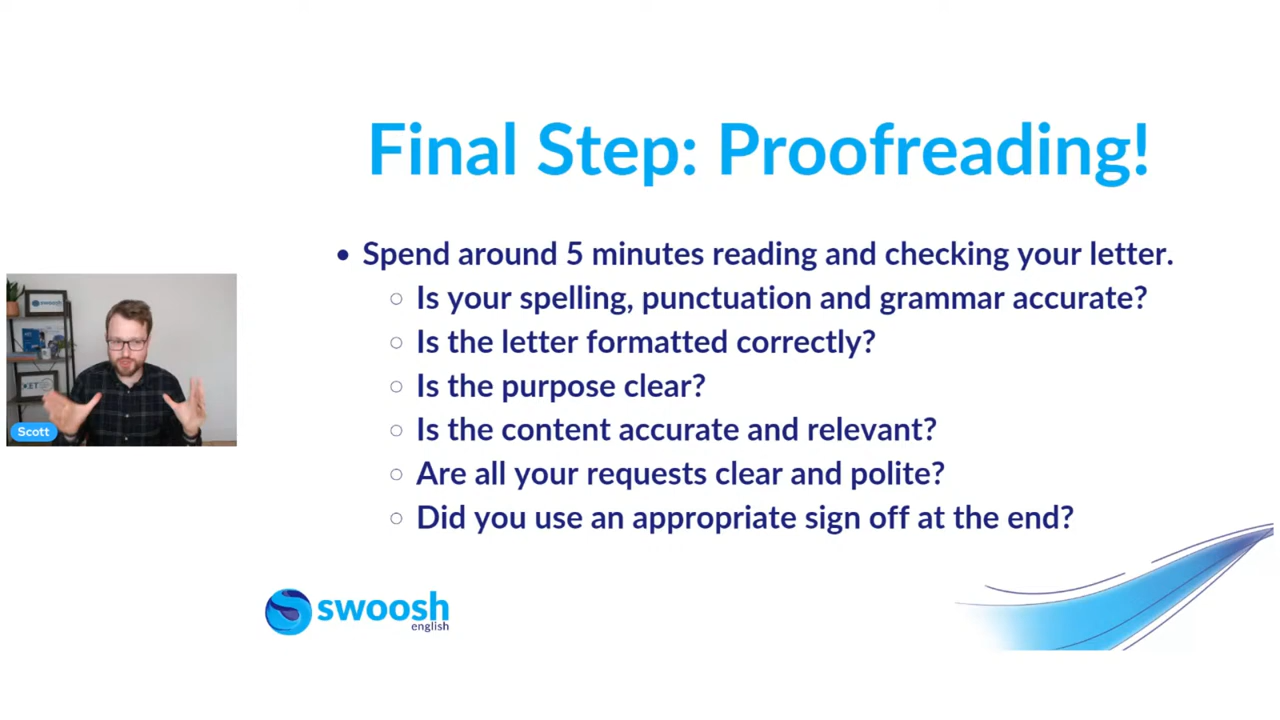 Final Step: Proofreading!
• Spend around 5 minutes reading and checking your letter.
○ Is your spelling, punctuation and grammar accurate?
○ Is the letter formatted correctly?
○ Is the purpose clear?
○ Is the content accurate and relevant?
○ Are all your requests clear and polite?
○ Did you use an appropriate sign off at the end?
swoosh
Scott
swoosh
english